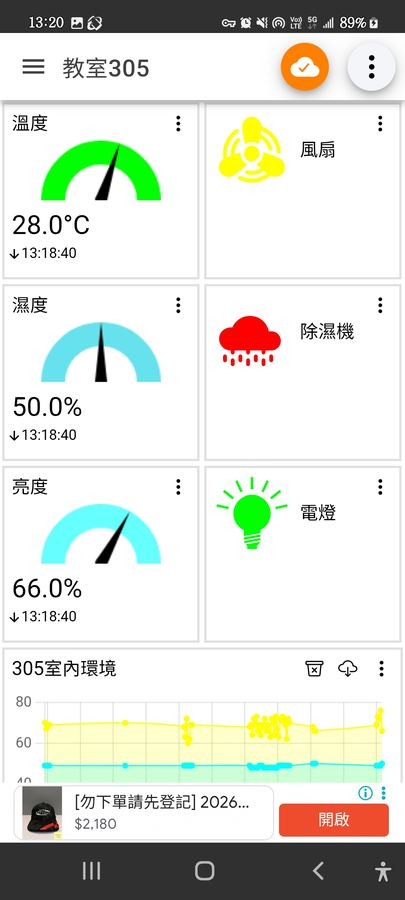 13:20
Vo)) LTE 5G 89%
教室305
溫度
28.0°C
13:18:40
風扇
濕度
50.0%
13:18:40
除濕機
亮度
66.0%
13:18:40
電燈
305室內環境
80
60
40
[勿下單請先登記] 2026...
$2,180
開啟